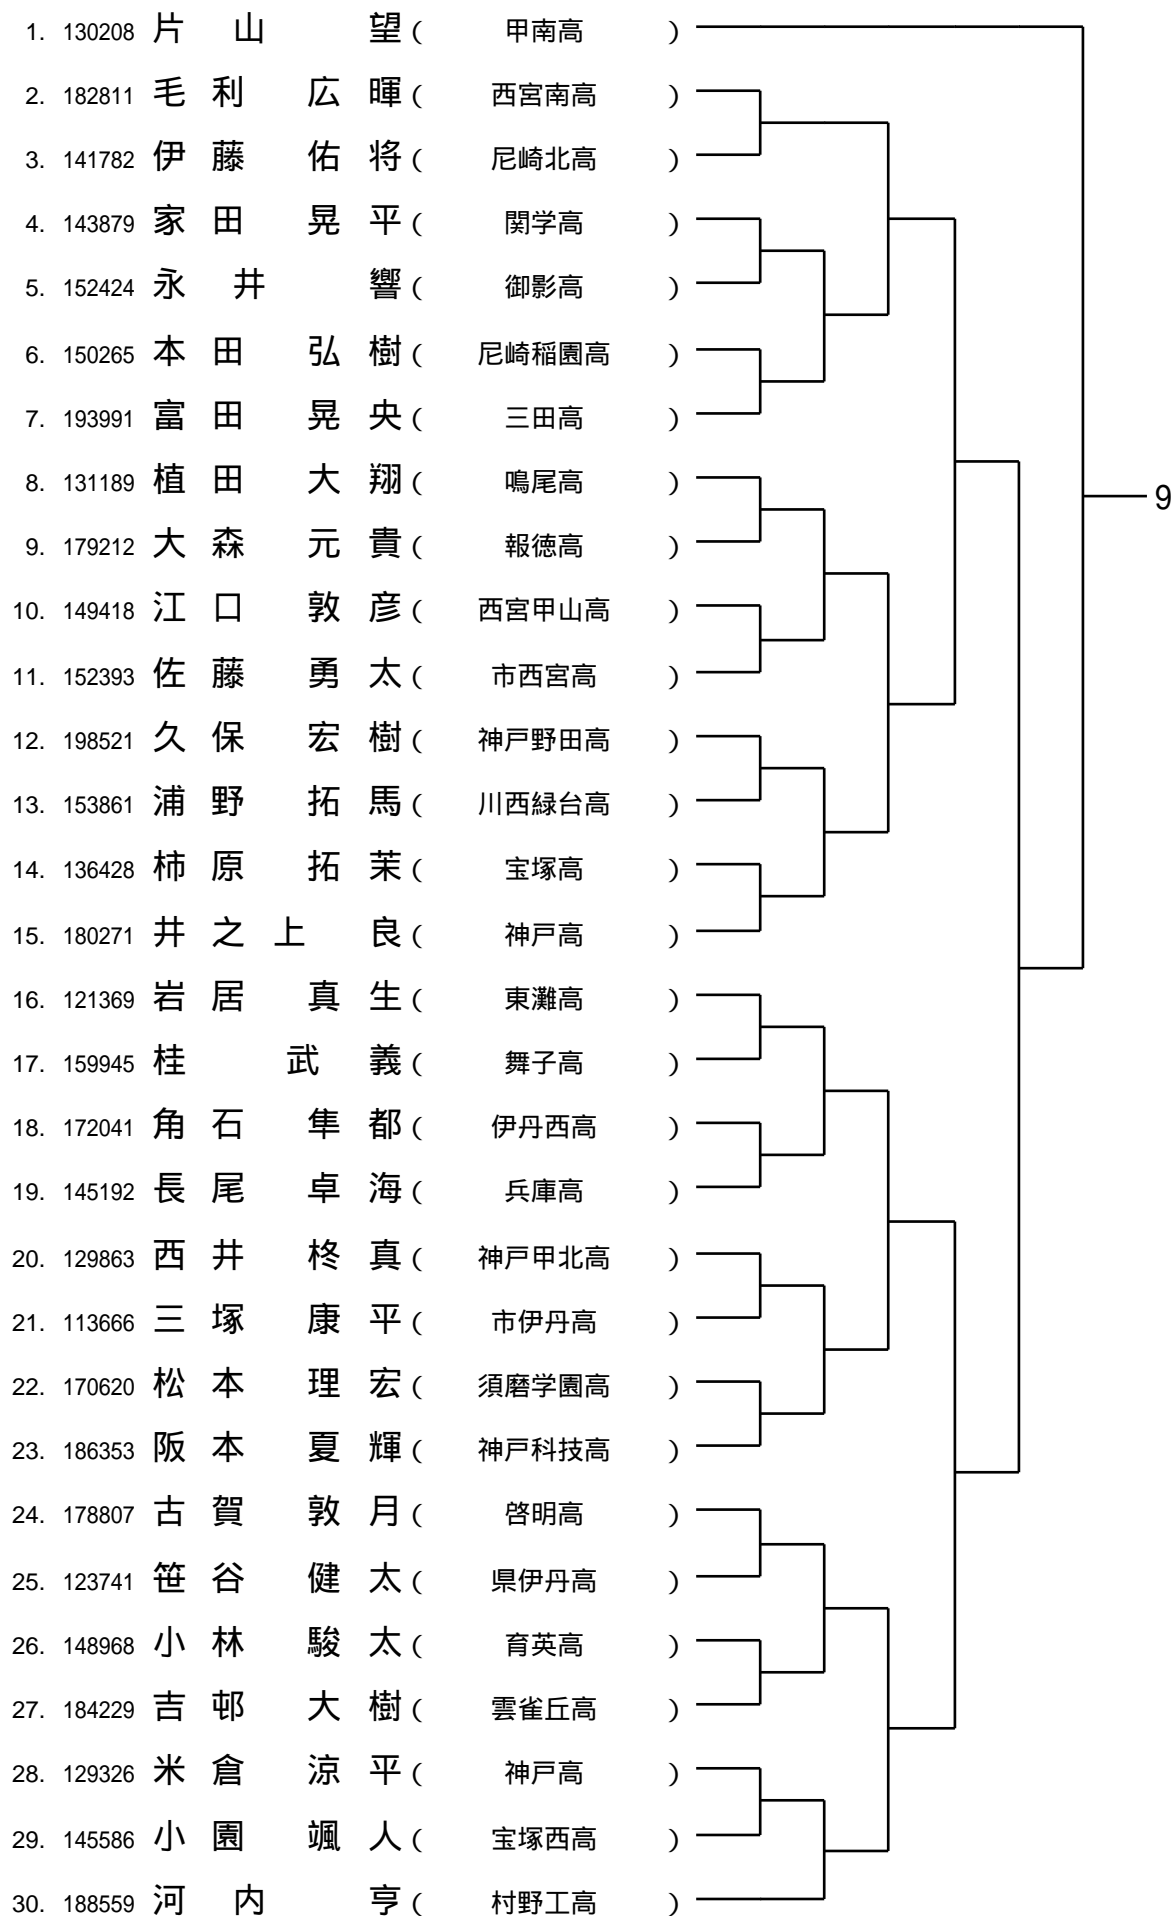 1. 130208 片山 望 ( 甲南高 )
2. 182811 毛利 広暉 ( 西宮南高 )
3. 141782 伊藤 佑将 ( 尼崎北高 )
4. 143879 家田 晃平 ( 関学高 )
5. 152424 永井 響 ( 御影高 )
6. 150265 本田 弘樹 ( 尼崎稲園高 )
7. 193991 富田 晃央 ( 三田高 )
8. 131189 植田 大翔 ( 鳴尾高 )
9
9. 179212 大森 元貴 ( 報徳高 )
10. 149418 江口 敦彦 ( 西宮甲山高 )
11. 152393 佐藤 勇太 ( 市西宮高 )
12. 198521 久保 宏樹 ( 神戸野田高 )
13. 153861 浦野 拓馬 ( 川西緑台高 )
14. 136428 柿原 拓茉 ( 宝塚高 )
15. 180271 井之上 良 ( 神戸高 )
16. 121369 岩居 真生 ( 東灘高 )
17. 159945 桂 武義 ( 舞子高 )
18. 172041 角石 隼都 ( 伊丹西高 )
19. 145192 長尾 卓海 ( 兵庫高 )
20. 129863 西井 柊真 ( 神戸甲北高 )
21. 113666 三塚 康平 ( 市伊丹高 )
22. 170620 松本 理宏 ( 須磨学園高 )
23. 186353 阪本 夏輝 ( 神戸科技高 )
24. 178807 古賀 敦月 ( 啓明高 )
25. 123741 笹谷 健太 ( 県伊丹高 )
26. 148968 小林 駿太 ( 育英高 )
27. 184229 吉邨 大樹 ( 雲雀丘高 )
28. 129326 米倉 涼平 ( 神戸高 )
29. 145586 小園 颯人 ( 宝塚西高 )
30. 188559 河内 亨 ( 村野工高 )